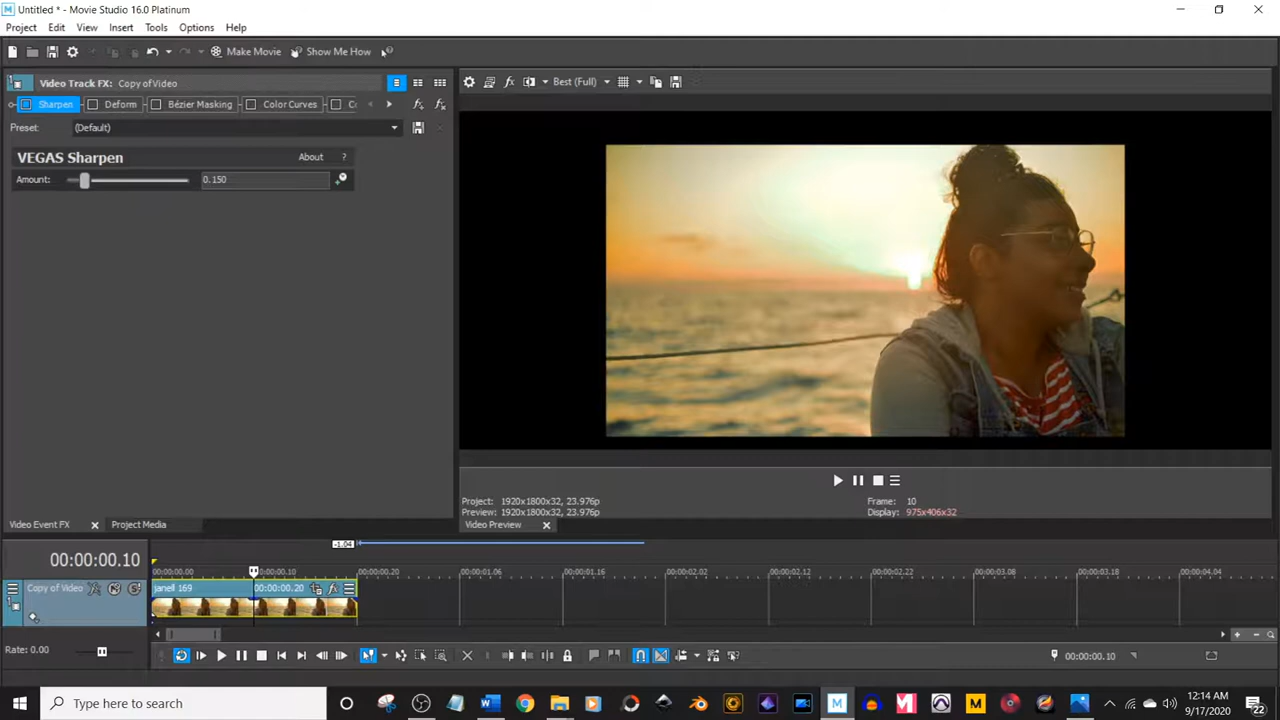 Untitled * - Movie Studio 16.0 Platinum
Project Edit View Insert Tools Options Help
Make Movie Show Me How
Video Track FX: Copy of Video
Best (Full)
Sharpen Deform Bézier Masking Color Curves
Preset: (Default)
VEGAS Sharpen About ?
Amount: 0.150
Project: 1920x1800x32, 23.976p
Preview: 1920x1800x32, 23.976p
Frame: 10
Display: 975x406x32
Video Event FX Project Media
Video Preview
-1.04
00:00:00.10
00:00:00.00 00:00:00.10 00:00:00.20 00:00:01.06 00:00:01.16 00:00:02.02 00:00:02.12 00:00:02.22 00:00:03.08 00:00:03.18 00:00:04.04
Copy of Video
janell 169 00:00:00.20
Rate: 0.00
00:00:00.10
Type here to search
12:14 AM
9/17/2020
22